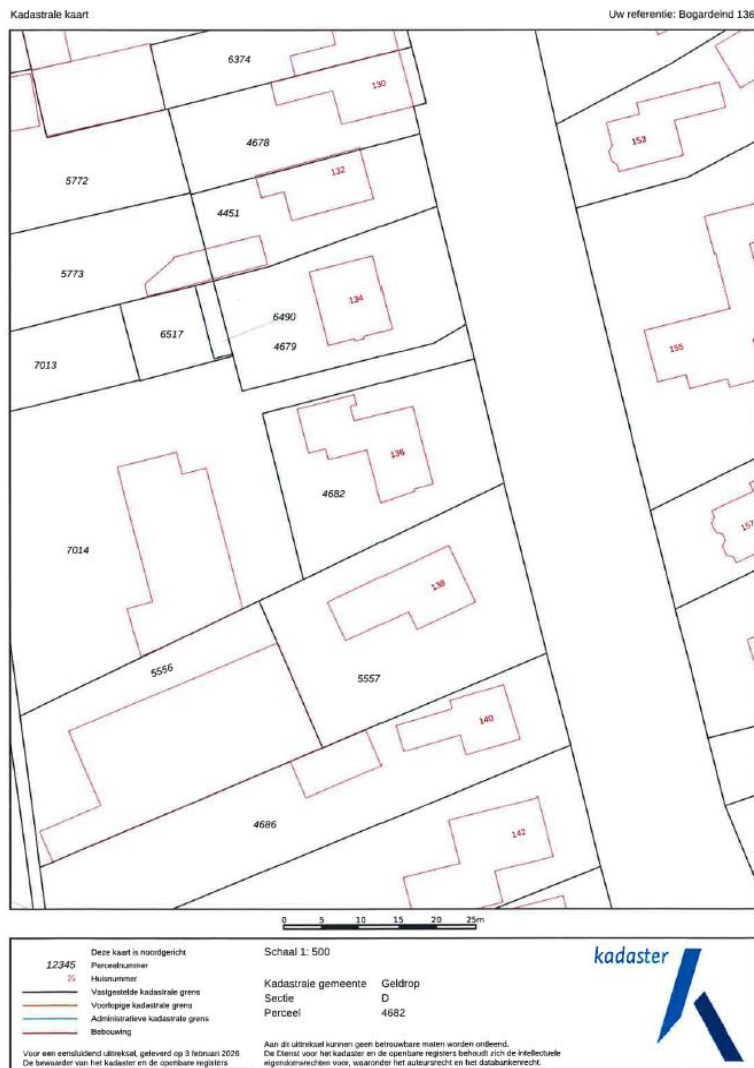 Kadastrale kaart
Uw referentie: Bogardeind 136
6374
130
4678
153
132
5772
4451
5773
134
6490
6517
4679
155
7013
136
4682
157
7014
138
5556
5557
140
4686
142
0 5 10 15 20 25m
Deze kaart is noordgericht
12345 Perceelnummer
25 Huisnummer
Vastgestelde kadastrale grens
Voorlopige kadastrale grens
Administratieve kadastrale grens
Bebouwing
Voor een eensluidend uittreksel, geleverd op 3 februari 2026
De bewaarder van het kadaster en de openbare registers
Schaal 1: 500
Kadastrale gemeente Geldrop
Sectie D
Perceel 4682
Aan dit uittreksel kunnen geen betrouwbare maten worden ontleend.
De Dienst voor het kadaster en de openbare registers behoudt zich de intellectuele
eigendomsrechten voor, waaronder het auteursrecht en het databankenrecht.
kadaster